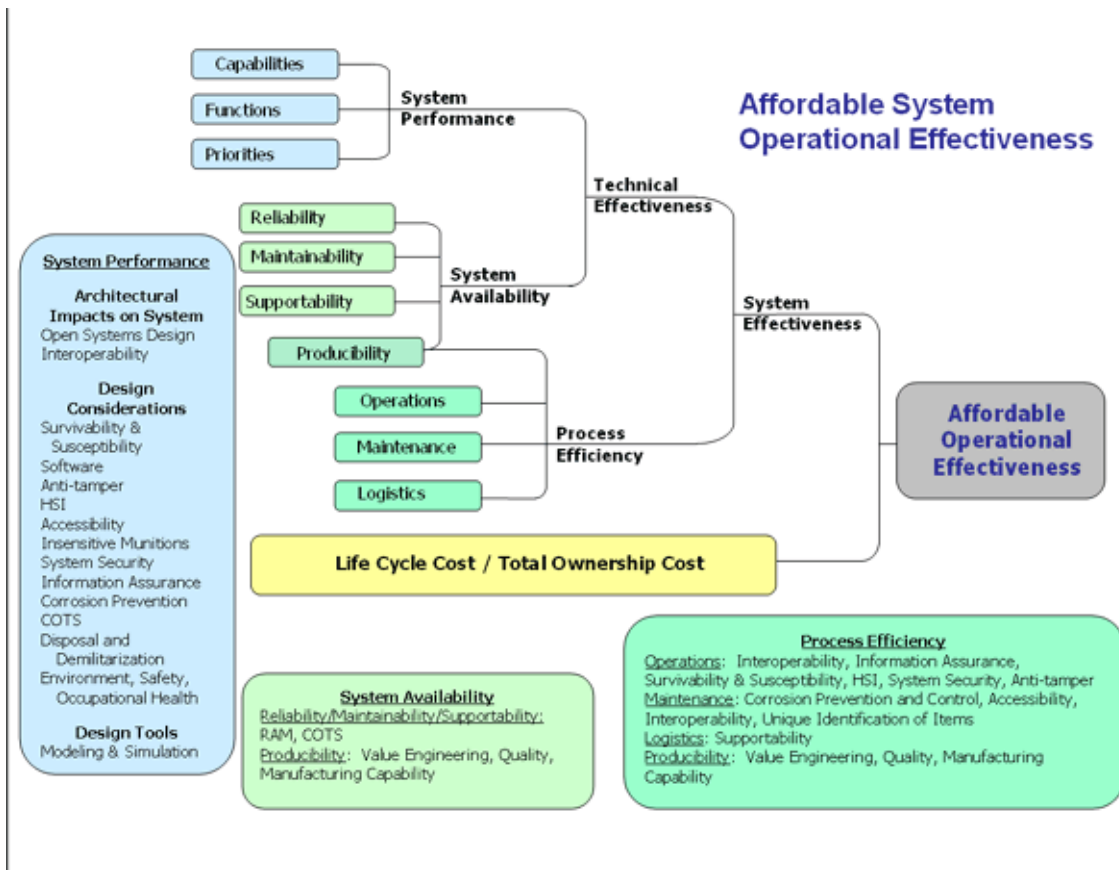 Affordable System
Operational Effectiveness
Capabilities
Functions
Priorities
System
Performance
Technical
Effectiveness
Reliability
Maintainability
Supportability
Producibility
System
Availability
Operations
Maintenance
Logistics
Process
Efficiency
System
Effectiveness
Affordable
Operational
Effectiveness
Life Cycle Cost / Total Ownership Cost
System Performance
Architectural
Impacts on System
Open Systems Design
Interoperability
Design
Considerations
Survivability &
Susceptibility
Software
Anti-tamper
HSI
Accessibility
Insensitive Munitions
System Security
Information Assurance
Corrosion Prevention
COTS
Disposal and
Demilitarization
Environment, Safety,
Occupational Health
Design Tools
Modeling & Simulation
System Availability
Reliability/Maintainability/Supportability:
RAM, COTS
Producibility: Value Engineering, Quality,
Manufacturing Capability
Process Efficiency
Operations: Interoperability, Information Assurance,
Survivability & Susceptibility, HSI, System Security, Anti-tamper
Maintenance: Corrosion Prevention and Control, Accessibility,
Interoperability, Unique Identification of Items
Logistics: Supportability
Producibility: Value Engineering, Quality, Manufacturing
Capability